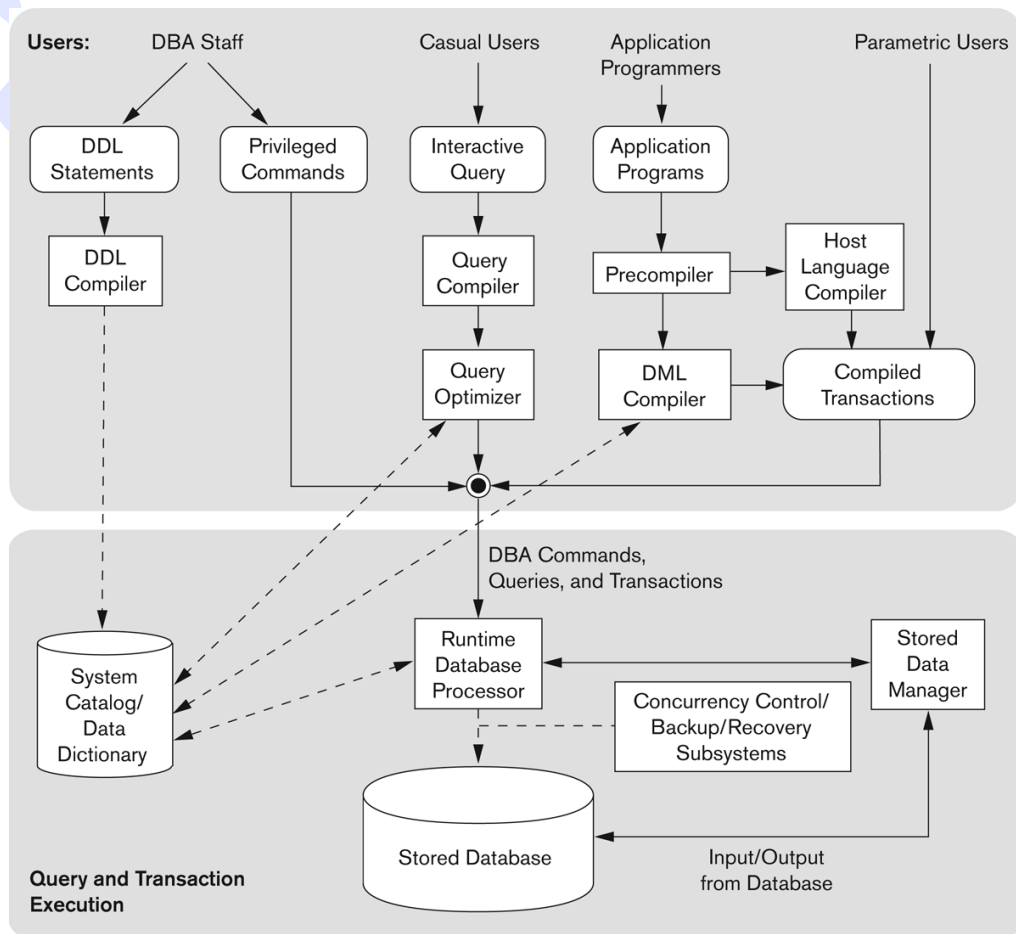 Users:
DBA Staff
Casual Users
Application
Programmers
Parametric Users
DDL
Statements
Privileged
Commands
Interactive
Query
Application
Programs
DDL
Compiler
Query
Compiler
Precompiler
Host
Language
Compiler
Query
Optimizer
DML
Compiler
Compiled
Transactions
DBA Commands,
Queries, and Transactions
System
Catalog/
Data
Dictionary
Runtime
Database
Processor
Stored
Data
Manager
Concurrency Control/
Backup/Recovery
Subsystems
Stored Database
Input/Output
from Database
Query and Transaction
Execution